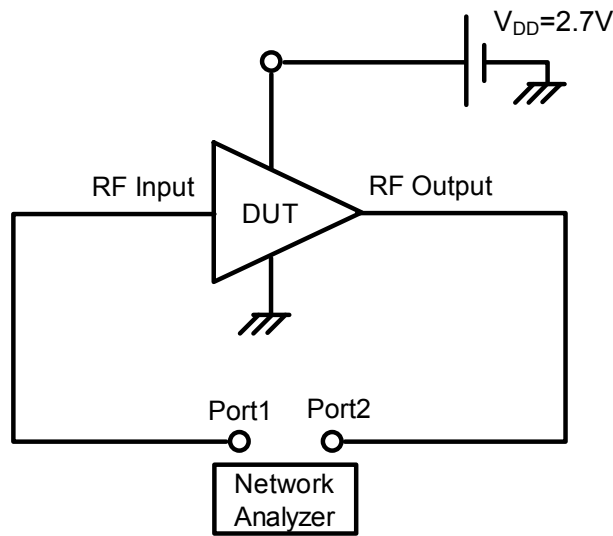 V_DD=2.7V
RF Input
RF Output
DUT
Port1
Port2
Network
Analyzer